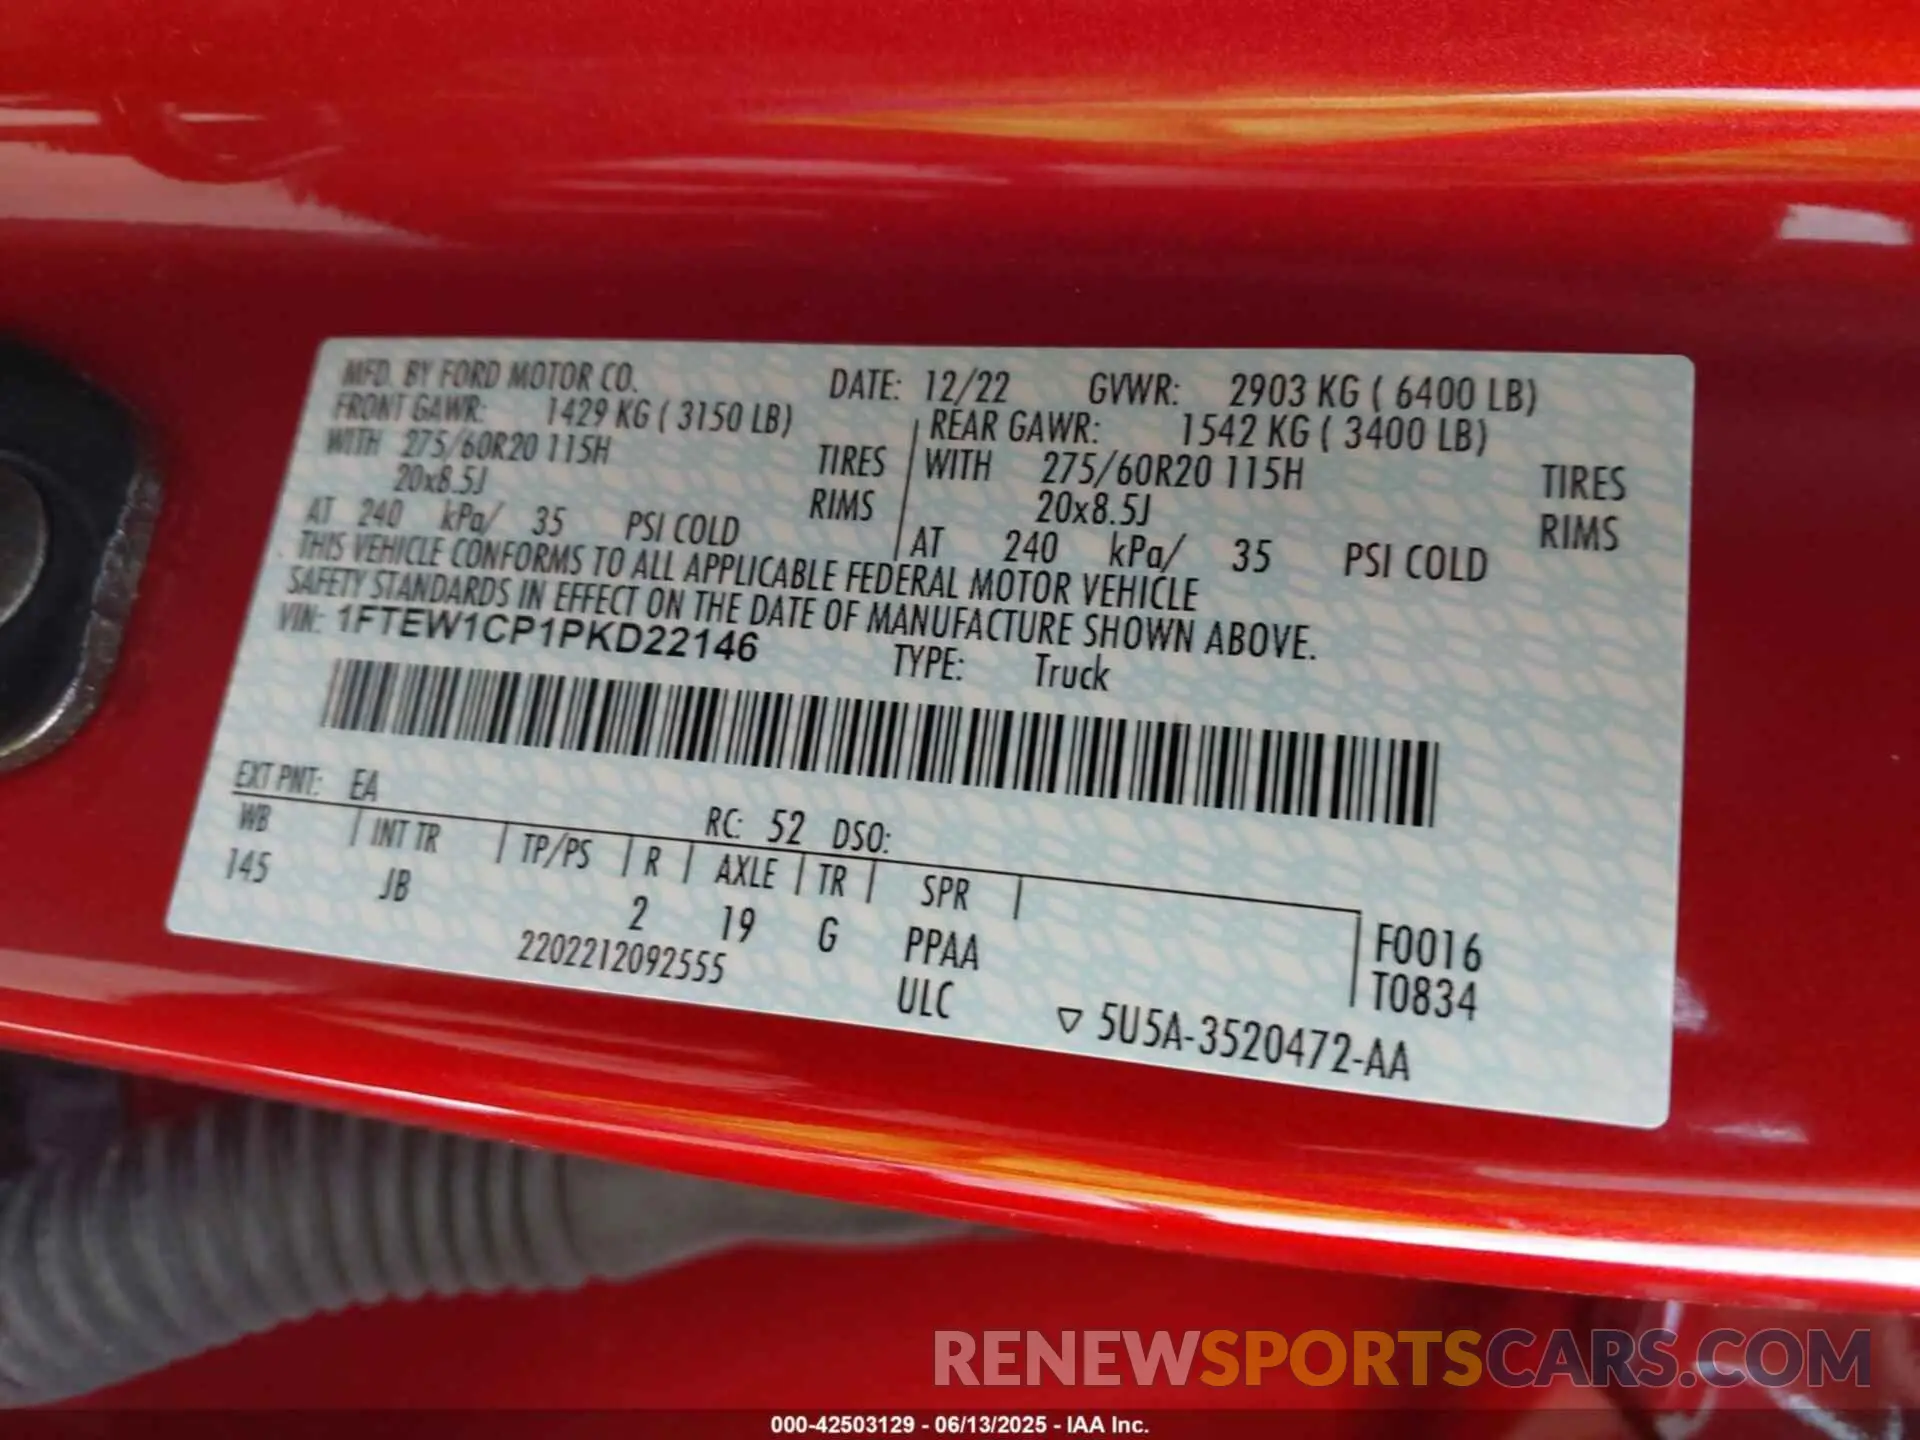 MFD. BY FORD MOTOR CO. DATE: 12/22 GVWR: 2903 KG ( 6400 LB)
FRONT GAWR: 1429 KG ( 3150 LB) REAR GAWR: 1542 KG ( 3400 LB)
WITH 275/60R20 115H TIRES WITH 275/60R20 115H TIRES
20x8.5J RIMS 20x8.5J RIMS
AT 240 kPa/ 35 PSI COLD AT 240 kPa/ 35 PSI COLD
THIS VEHICLE CONFORMS TO ALL APPLICABLE FEDERAL MOTOR VEHICLE
SAFETY STANDARDS IN EFFECT ON THE DATE OF MANUFACTURE SHOWN ABOVE.
VIN: 1FTEW1CP1PKD22146 TYPE: Truck
EXT PNT: EA RC: 52 DSO:
WB INT TR TP/PS R AXLE TR SPR
145 JB 2 19 G PPAA F0016
2202212092555 ULC T0834
▽ 5U5A-3520472-AA
RENEWSPORTSCARS.COM
000-42503129 - 06/13/2025 - IAA Inc.